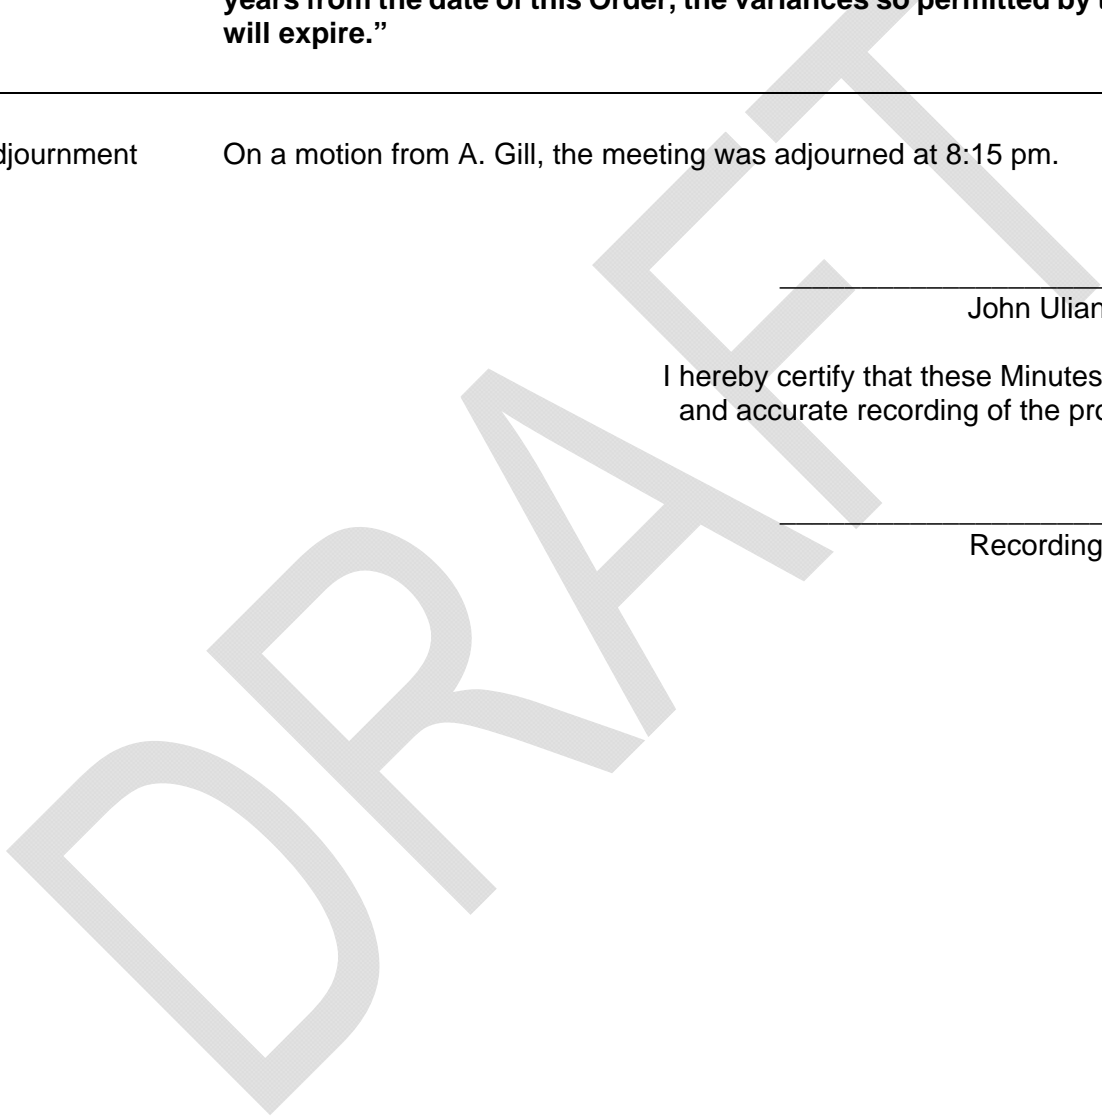 years from the date of this Order, the variances so permitted by
will expire.”
djournment On a motion from A. Gill, the meeting was adjourned at 8:15 pm.
John Ulian
I hereby certify that these Minutes
and accurate recording of the pro
Recording
DRAFT